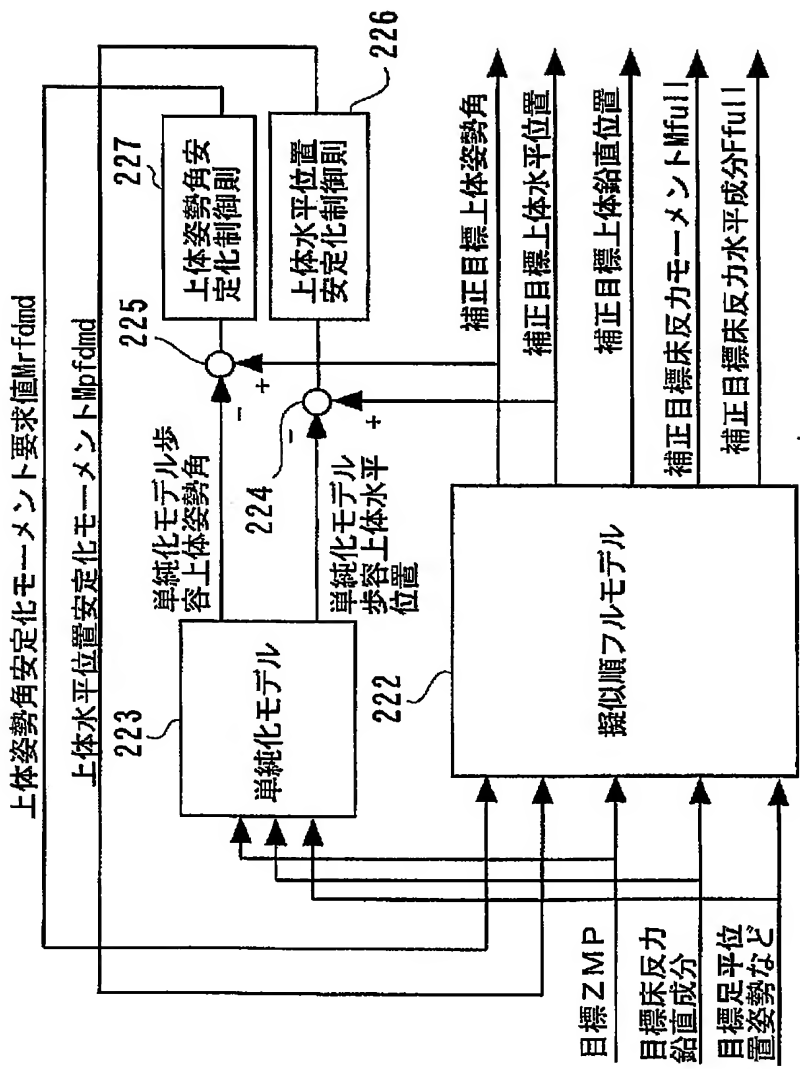 上体姿勢角安定化モーメント要求値Mrfdmd
上体水平位置安定化モーメントMpfdmd
227
上体姿勢角安
定化制御則
226
上体水平位置
安定化制御則
225
+
-
224
-
+
単純化モデル歩
容上体姿勢角
単純化モデル
歩容上体水平
位置
223
単純化モデル
222
擬似順フルモデル
目標ZMP
目標床反力
鉛直成分
目標足平位
置姿勢など
補正目標上体姿勢角
補正目標上体水平位置
補正目標上体鉛直位置
補正目標床反力モーメントMfull
補正目標床反力水平成分Ffull